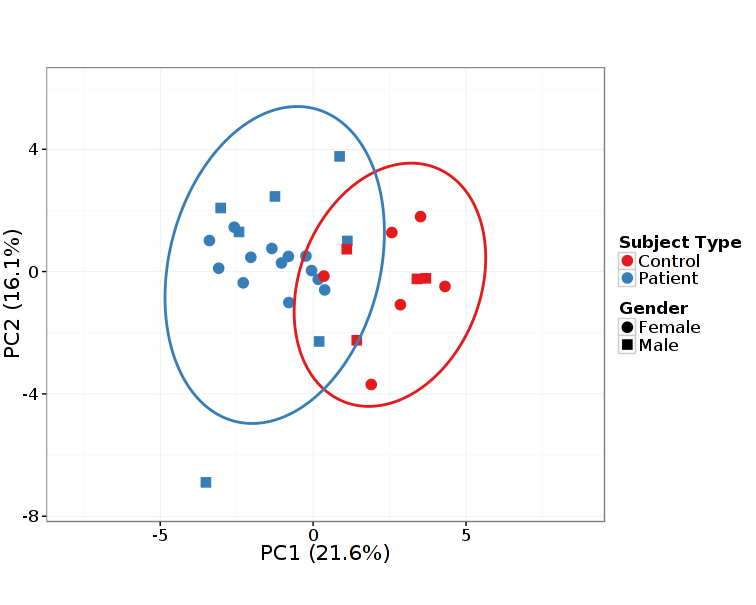 4
0
-4
-8
-5
0
5
PC1 (21.6%)
PC2 (16.1%)
Subject Type
Control
Patient
Gender
Female
Male